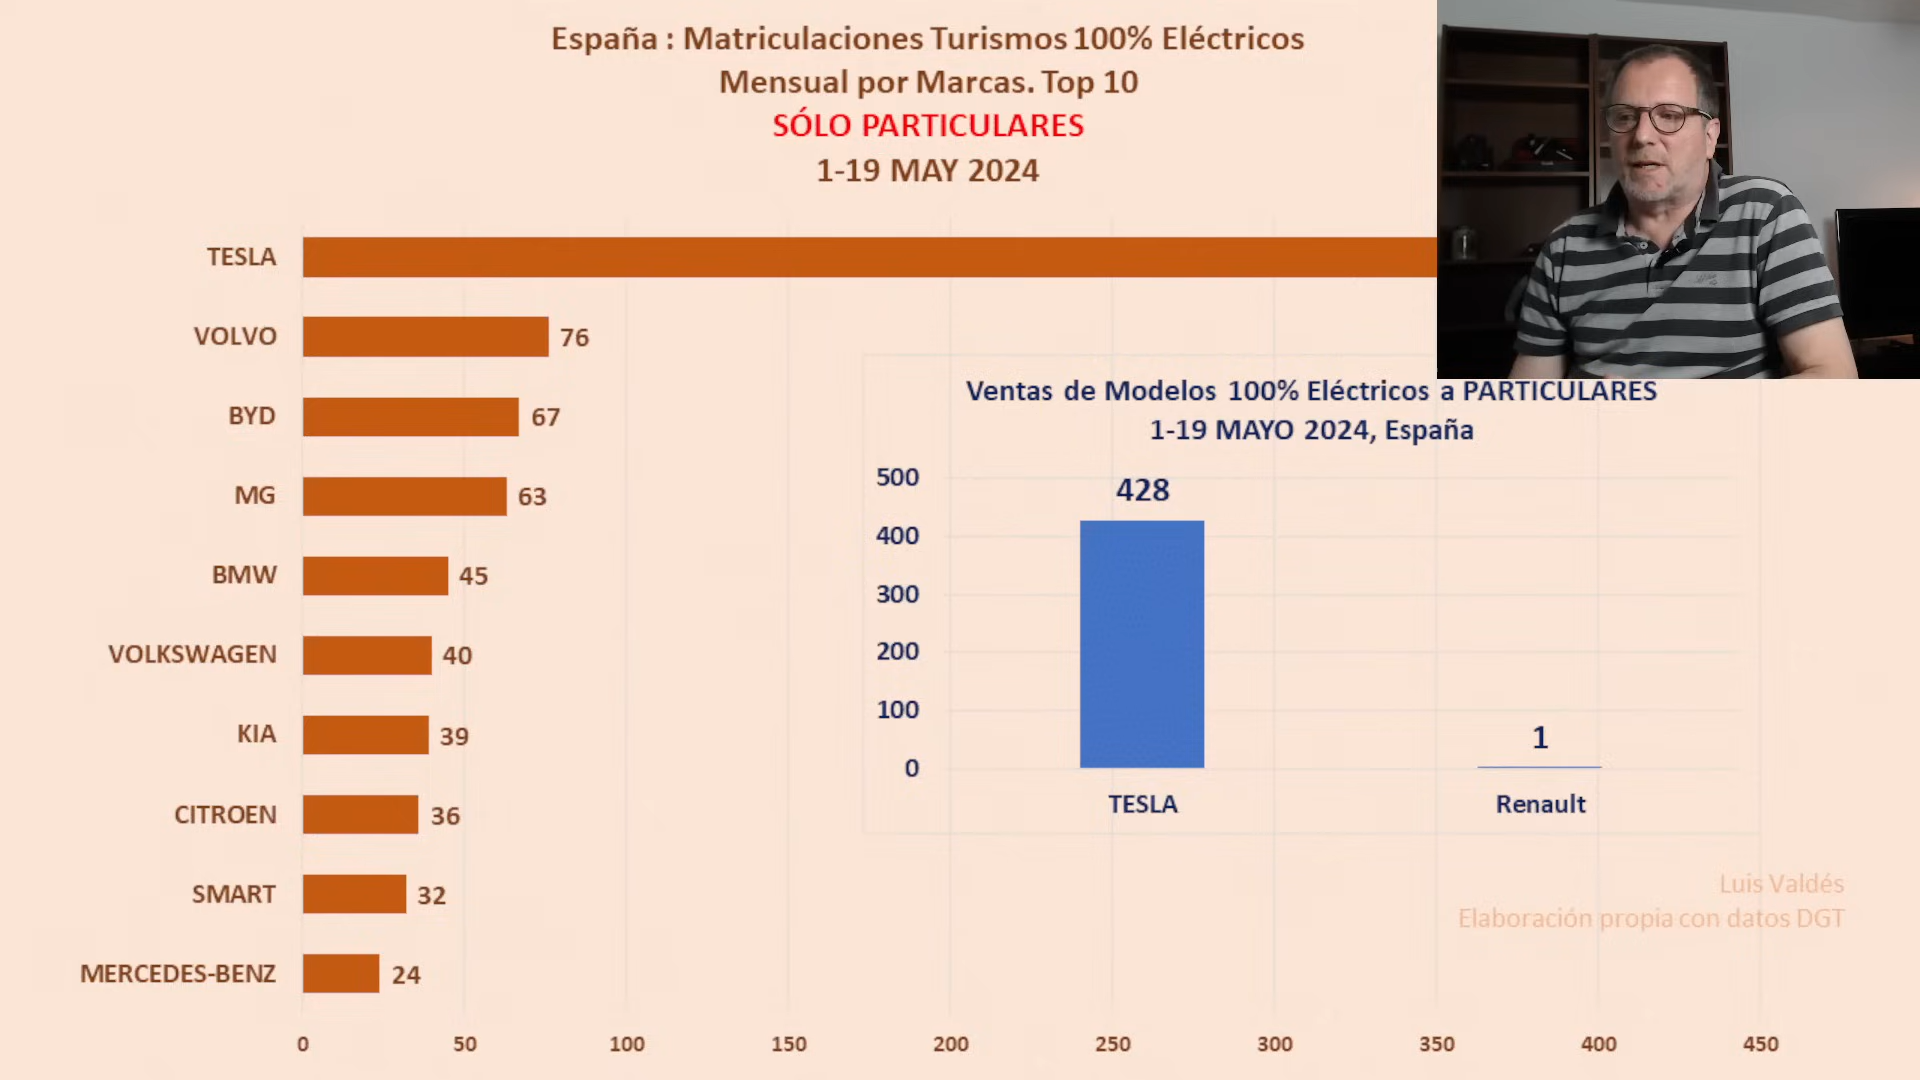 España : Matriculaciones Turismos 100% Eléctricos
Mensual por Marcas. Top 10
SÓLO PARTICULARES
1-19 MAY 2024
TESLA
VOLVO 76
BYD 67
MG 63
BMW 45
VOLKSWAGEN 40
KIA 39
CITROEN 36
SMART 32
MERCEDES-BENZ 24
0 50 100 150 200 250 300 350 400 450
Ventas de Modelos 100% Eléctricos a PARTICULARES
1-19 MAYO 2024, España
500
428
400
300
200
100
1
0
TESLA Renault
Luis Valdés
Elaboración propia con datos DGT